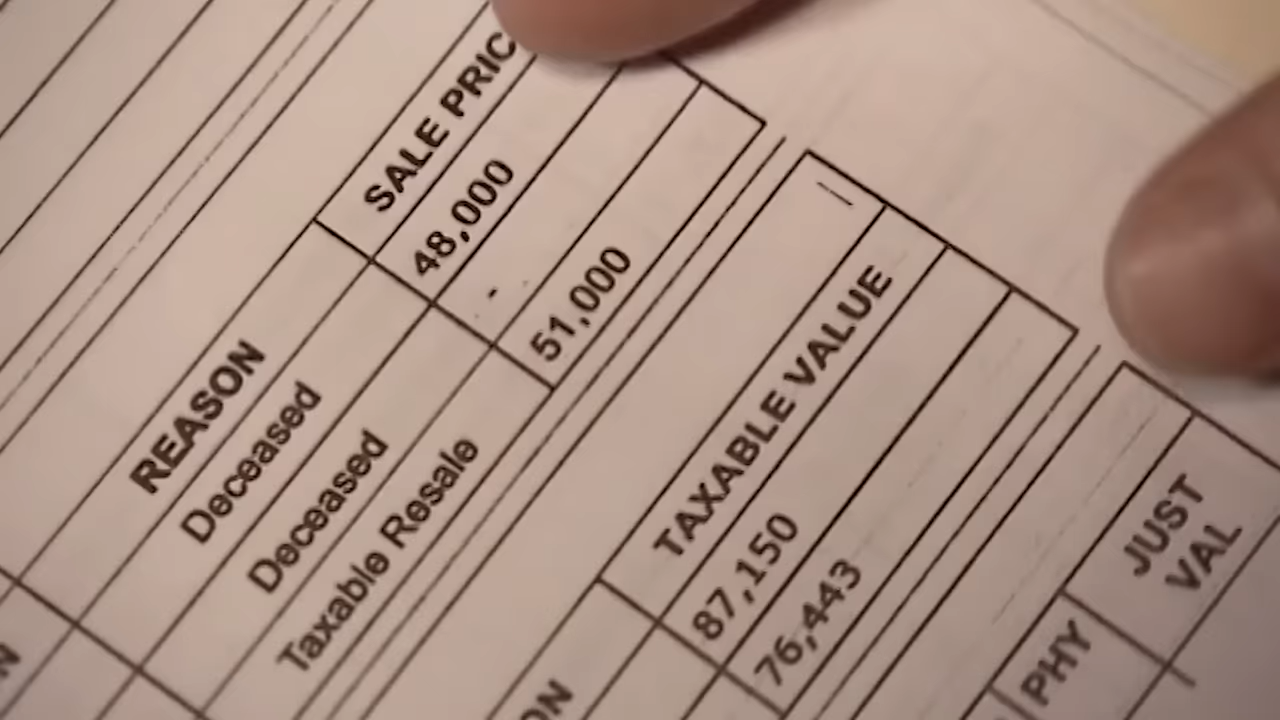 REASON SALE PRIC
Deceased 48,000
Deceased
Taxable Resale 51,000
TAXABLE VALUE
87,150
76,443
JUST
VAL
PHY